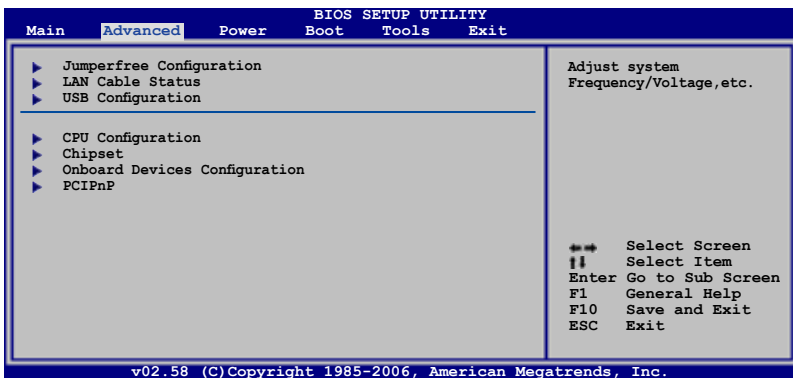 BIOS SETUP UTILITY
Main Advanced Power Boot Tools Exit
Jumperfree Configuration
LAN Cable Status
USB Configuration
CPU Configuration
Chipset
Onboard Devices Configuration
PCIPnP
Adjust system
Frequency/Voltage,etc.
Select Screen
Select Item
Enter Go to Sub Screen
F1 General Help
F10 Save and Exit
ESC Exit
v02.58 (C)Copyright 1985-2006, American Megatrends, Inc.